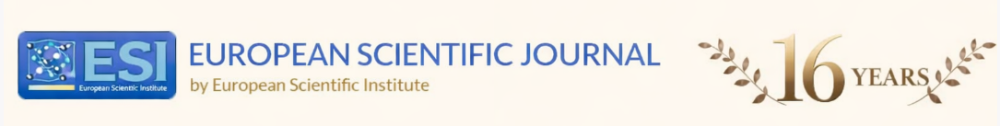 ESI
European Scientific Institute
EUROPEAN SCIENTIFIC JOURNAL
by European Scientific Institute
16 YEARS